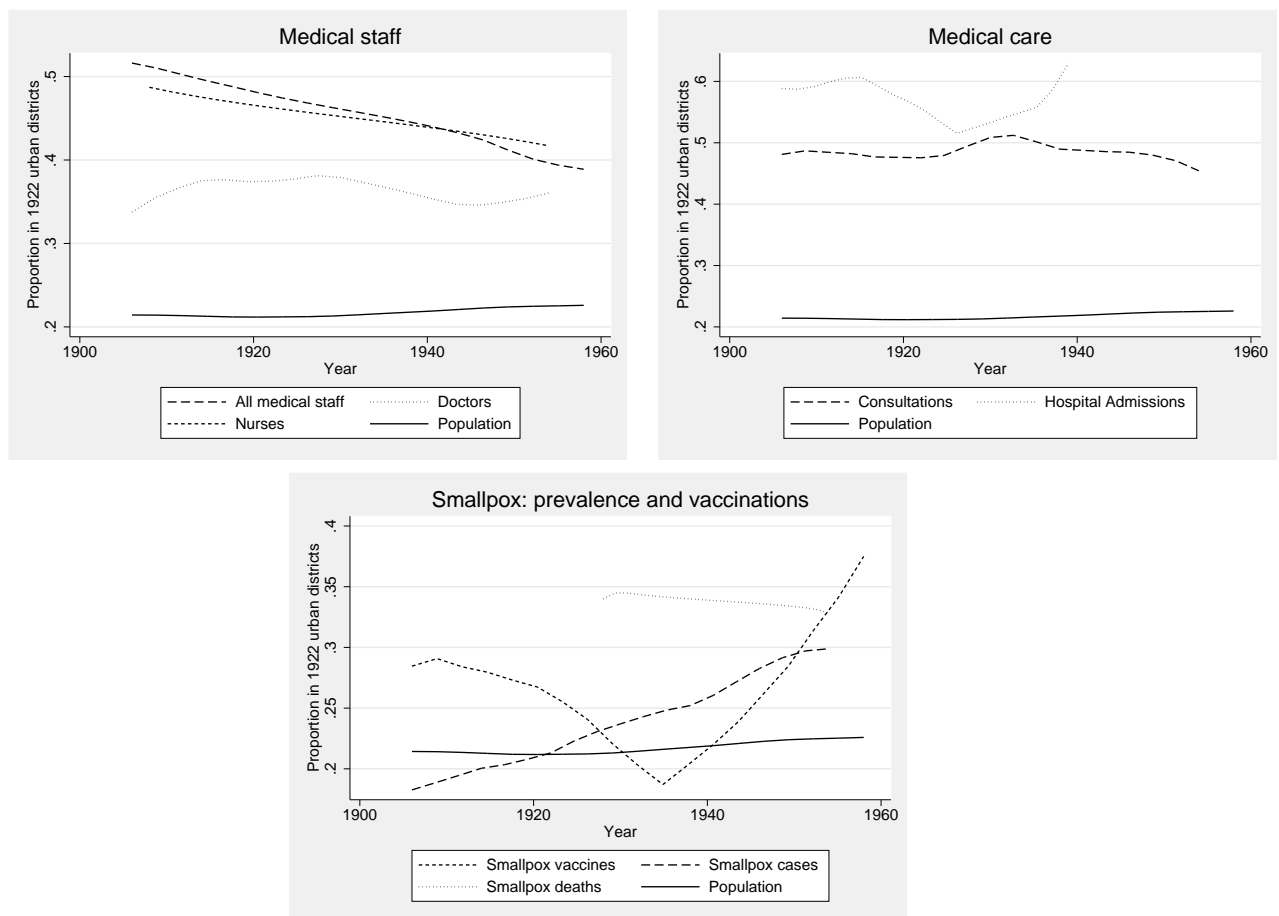 Medical staff
Proportion in 1922 urban districts
.5
.4
.3
.2
1900 1920 1940 1960
Year
All medical staff Doctors
Nurses Population
Medical care
Proportion in 1922 urban districts
.6
.5
.4
.3
.2
1900 1920 1940 1960
Year
Consultations Hospital Admissions
Population
Smallpox: prevalence and vaccinations
Proportion in 1922 urban districts
.4
.35
.3
.25
.2
1900 1920 1940 1960
Year
Smallpox vaccines Smallpox cases
Smallpox deaths Population